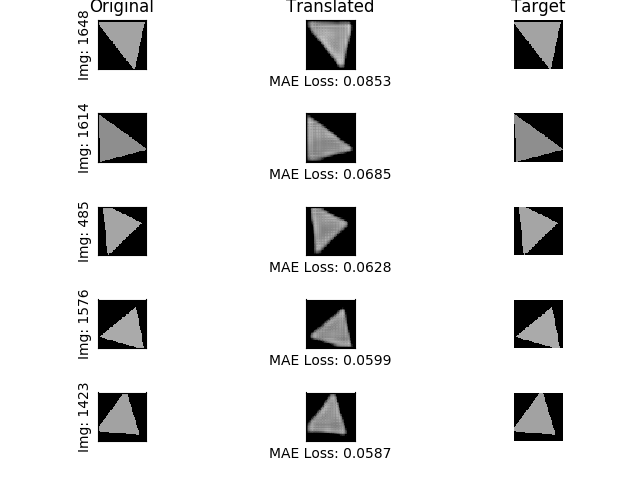 Original Translated Target
Img: 1648
MAE Loss: 0.0853
Img: 1614
MAE Loss: 0.0685
Img: 485
MAE Loss: 0.0628
Img: 1576
MAE Loss: 0.0599
Img: 1423
MAE Loss: 0.0587